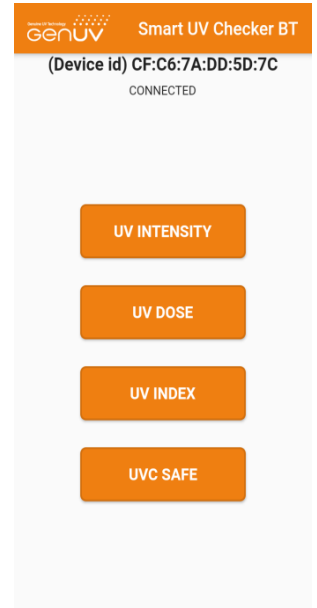 GenUV
Smart UV Checker BT
(Device id) CF:C6:7A:DD:5D:7C
CONNECTED
UV INTENSITY
UV DOSE
UV INDEX
UVC SAFE